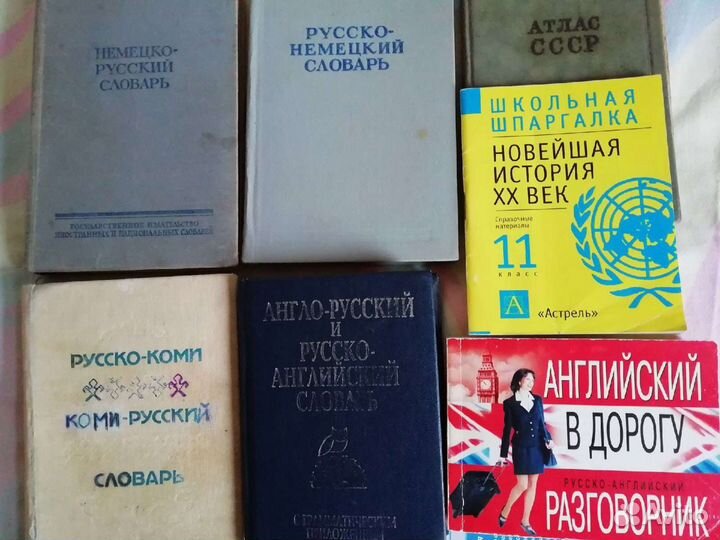 НЕМЕЦКО-
РУССКИЙ
СЛОВАРЬ
ГОСУДАРСТВЕННОЕ ИЗДАТЕЛЬСТВО
ИНОСТРАННЫХ И НАЦИОНАЛЬНЫХ СЛОВАРЕЙ
РУССКО-
НЕМЕЦКИЙ
СЛОВАРЬ
АТЛАС
СССР
ШКОЛЬНАЯ
ШПАРГАЛКА
НОВЕЙШАЯ
ИСТОРИЯ
XX ВЕК
Справочные
материалы
11
класс
А
«Астрель»
РУССКО-КОМИ
КОМИ-РУССКИЙ
СЛОВАРЬ
АНГЛО-РУССКИЙ
И
РУССКО-
АНГЛИЙСКИЙ
СЛОВАРЬ
С ГРАММАТИЧЕСКИМ
ПРИЛОЖЕНИЕМ
АНГЛИЙСКИЙ
В ДОРОГУ
РУССКО-АНГЛИЙСКИЙ
РАЗГОВОРНИК
Avito